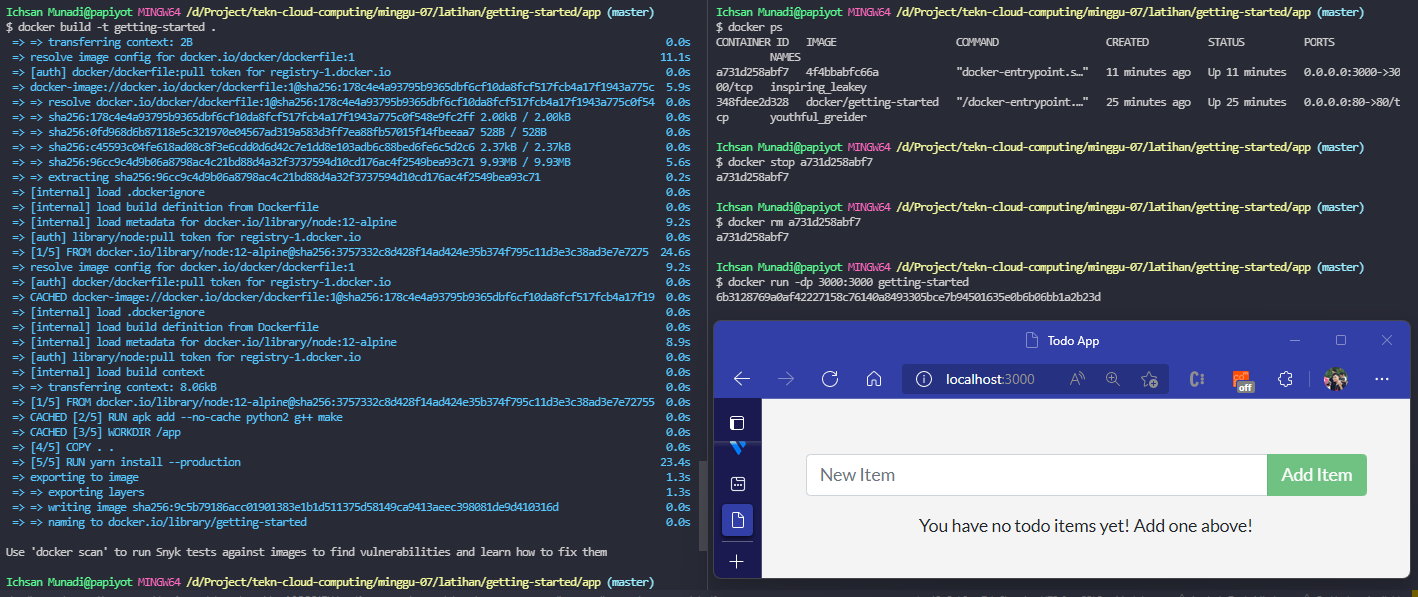 Ichsan Munadi@papiyot MINGW64 /d/Project/tekn-cloud-computing/minggu-07/latihan/getting-started/app (master)
$ docker build -t getting-started .
=> => transferring context: 2B 0.0s
=> resolve image config for docker.io/docker/dockerfile:1 11.1s
=> [auth] docker/dockerfile:pull token for registry-1.docker.io 0.0s
=> docker-image://docker.io/docker/dockerfile:1@sha256:178c4e4a93795b9365dbf6cf10da8fcf517fcb4a17f1943a775c 5.9s
=> => resolve docker.io/docker/dockerfile:1@sha256:178c4e4a93795b9365dbf6cf10da8fcf517fcb4a17f1943a775c0f54 0.0s
=> => sha256:178c4e4a93795b9365dbf6cf10da8fcf517fcb4a17f1943a775c0f548e9fc2ff 2.00kB / 2.00kB 0.0s
=> => sha256:0fd968d6b87118e5c321970e04567ad319a583d3ff7ea88fb57015f14fbeeaa7 528B / 528B 0.0s
=> => sha256:c45593c04fe618ad08c8f3e6cdd0d6d42c7e1dd8e103adb6c88bed6fe6c5d2c6 2.37kB / 2.37kB 0.0s
=> => sha256:96cc9c4d9b06a8798ac4c21bd88d4a32f3737594d10cd176ac4f2549bea93c71 9.93MB / 9.93MB 5.6s
=> => extracting sha256:96cc9c4d9b06a8798ac4c21bd88d4a32f3737594d10cd176ac4f2549bea93c71 0.2s
=> [internal] load .dockerignore 0.0s
=> [internal] load build definition from Dockerfile 0.0s
=> [internal] load metadata for docker.io/library/node:12-alpine 9.2s
=> [auth] library/node:pull token for registry-1.docker.io 0.0s
=> [1/5] FROM docker.io/library/node:12-alpine@sha256:3757332c8d428f14ad424e35b374f795c11d3e3c38ad3e7e7275 24.6s
=> resolve image config for docker.io/docker/dockerfile:1 9.2s
=> [auth] docker/dockerfile:pull token for registry-1.docker.io 0.0s
=> CACHED docker-image://docker.io/docker/dockerfile:1@sha256:178c4e4a93795b9365dbf6cf10da8fcf517fcb4a17f19 0.0s
=> [internal] load .dockerignore 0.0s
=> [internal] load build definition from Dockerfile 0.0s
=> [internal] load metadata for docker.io/library/node:12-alpine 8.9s
=> [auth] library/node:pull token for registry-1.docker.io 0.0s
=> [internal] load build context 0.0s
=> => transferring context: 8.06kB 0.0s
=> [1/5] FROM docker.io/library/node:12-alpine@sha256:3757332c8d428f14ad424e35b374f795c11d3e3c38ad3e7e72755 0.0s
=> CACHED [2/5] RUN apk add --no-cache python2 g++ make 0.0s
=> CACHED [3/5] WORKDIR /app 0.0s
=> [4/5] COPY . . 0.0s
=> [5/5] RUN yarn install --production 23.4s
=> exporting to image 1.3s
=> => exporting layers 1.3s
=> => writing image sha256:9c5b79186acc01901383e1b1d511375d58149ca9413aeec398081de9d410316d 0.0s
=> => naming to docker.io/library/getting-started 0.0s
Use 'docker scan' to run Snyk tests against images to find vulnerabilities and learn how to fix them
Ichsan Munadi@papiyot MINGW64 /d/Project/tekn-cloud-computing/minggu-07/latihan/getting-started/app (master)
Ichsan Munadi@papiyot MINGW64 /d/Project/tekn-cloud-computing/minggu-07/latihan/getting-started/app (master)
$ docker ps
CONTAINER ID IMAGE COMMAND CREATED STATUS PORTS
NAMES
a731d258abf7 4f4bbabfc66a "docker-entrypoint.s…" 11 minutes ago Up 11 minutes 0.0.0.0:3000->30
00/tcp inspiring_leakey
348fdee2d328 docker/getting-started "/docker-entrypoint.…" 25 minutes ago Up 25 minutes 0.0.0.0:80->80/t
cp youthful_greider
Ichsan Munadi@papiyot MINGW64 /d/Project/tekn-cloud-computing/minggu-07/latihan/getting-started/app (master)
$ docker stop a731d258abf7
a731d258abf7
Ichsan Munadi@papiyot MINGW64 /d/Project/tekn-cloud-computing/minggu-07/latihan/getting-started/app (master)
$ docker rm a731d258abf7
a731d258abf7
Ichsan Munadi@papiyot MINGW64 /d/Project/tekn-cloud-computing/minggu-07/latihan/getting-started/app (master)
$ docker run -dp 3000:3000 getting-started
6b3128769a0af42227158c76140a8493305bce7b94501635e0b6b06bb1a2b23d
Todo App
localhost:3000
off
New Item
Add Item
You have no todo items yet! Add one above!